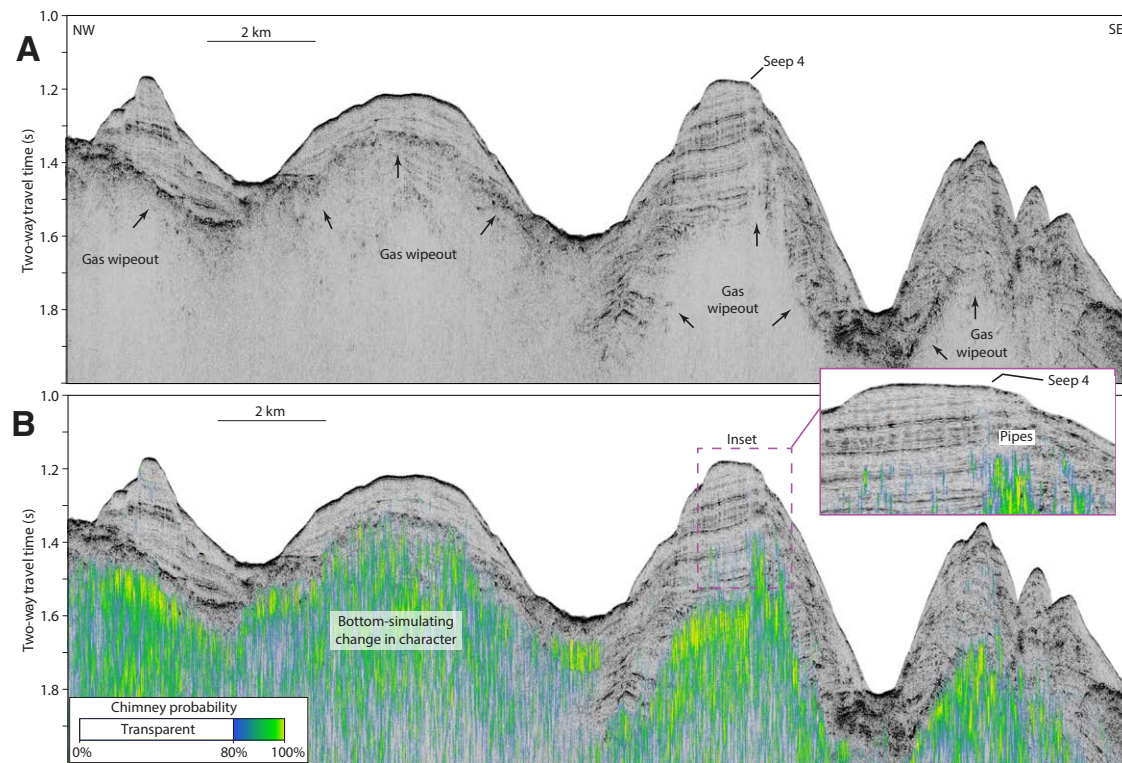 A
NW
2 km
SE
Seep 4
1.0
1.2
1.4
1.6
1.8
Two-way travel time (s)
Gas wipeout
Gas wipeout
Gas
wipeout
Gas
wipeout
B
2 km
Inset
Seep 4
Pipes
1.0
1.2
1.4
1.6
1.8
Two-way travel time (s)
Bottom-simulating
change in character
Chimney probability
Transparent
0%
80%
100%